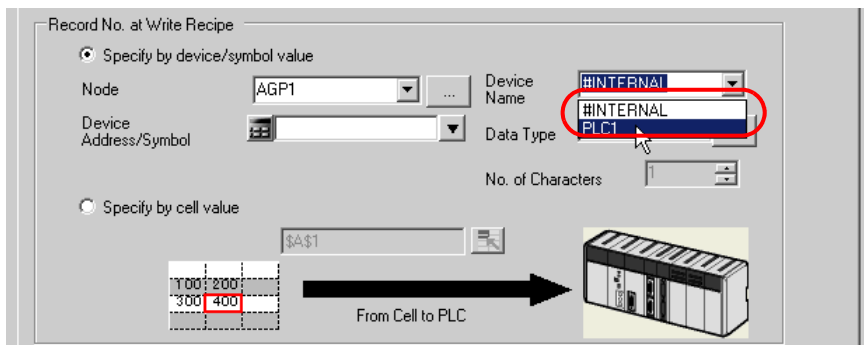 Record No. at Write Recipe
Specify by device/symbol value
Node
AGP1
...
Device
Name
#INTERNAL
#INTERNAL
PLC1
Device
Address/Symbol
Data Type
No. of Characters
1
Specify by cell value
$A$1
100 200
300 400
From Cell to PLC